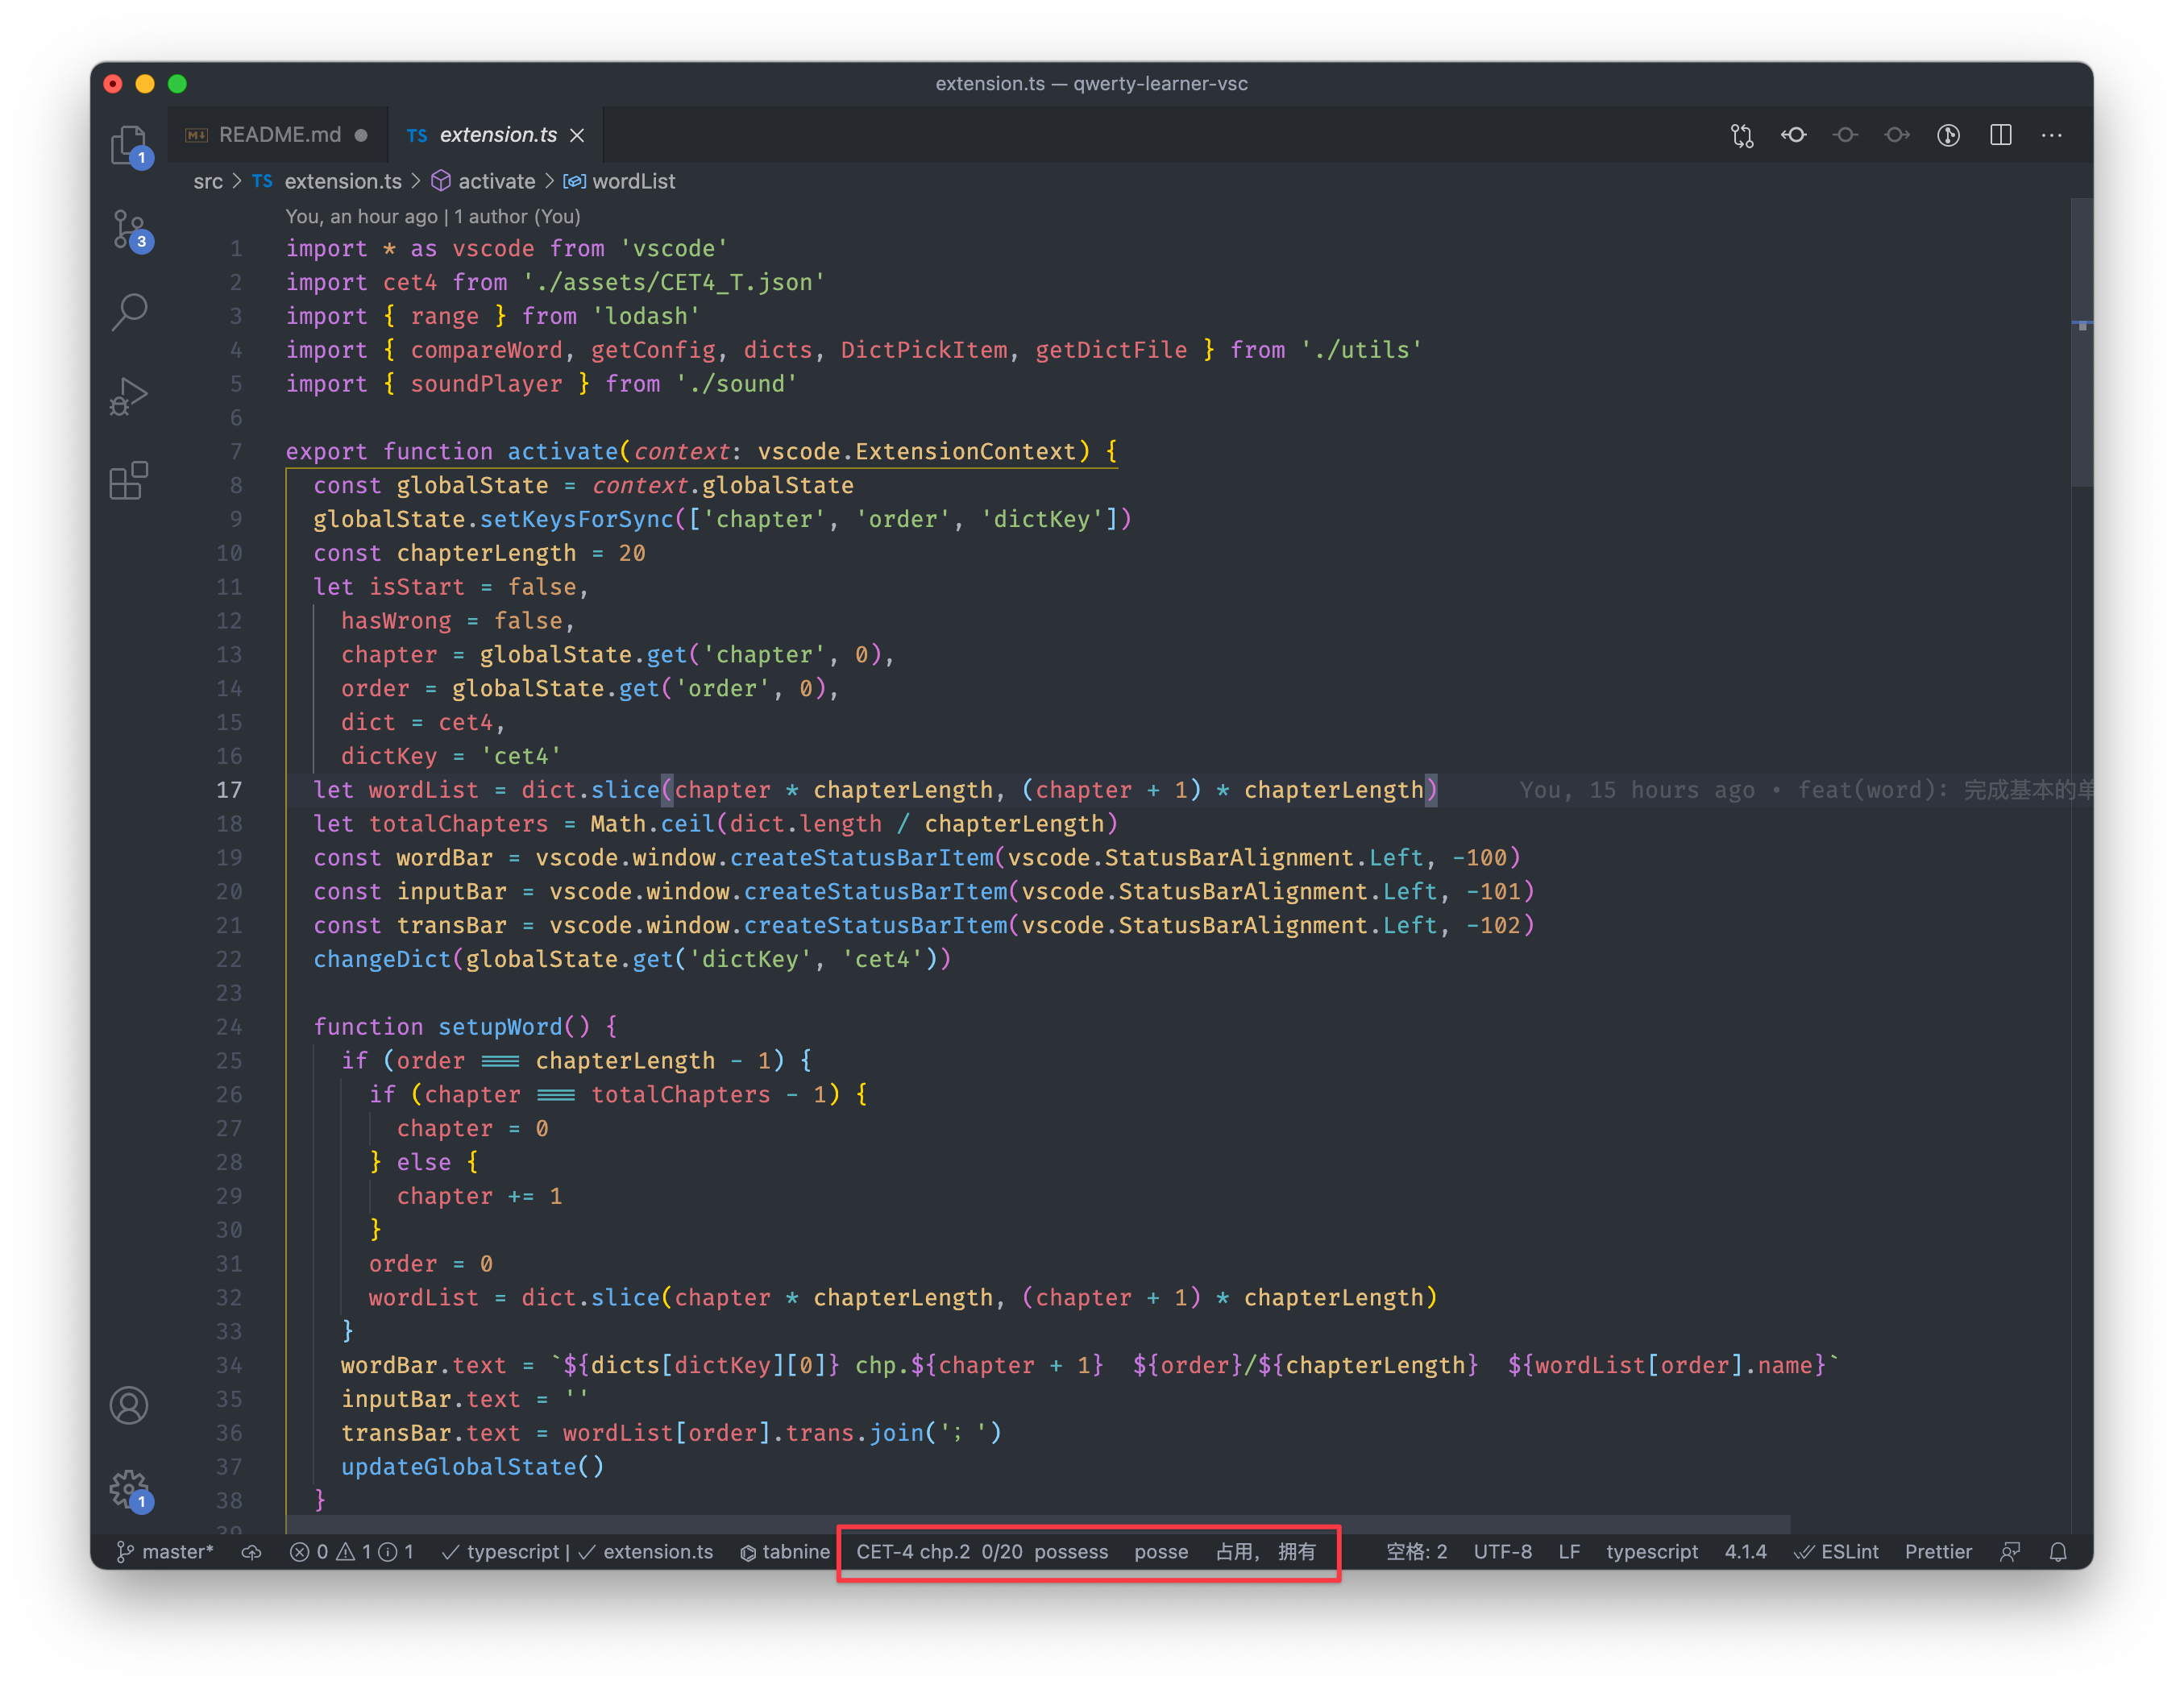 extension.ts — qwerty-learner-vsc
README.md
TS extension.ts
src > TS extension.ts > activate > wordList
You, an hour ago | 1 author (You)
1 import * as vscode from 'vscode'
2 import cet4 from './assets/CET4_T.json'
3 import { range } from 'lodash'
4 import { compareWord, getConfig, dicts, DictPickItem, getDictFile } from './utils'
5 import { soundPlayer } from './sound'
6
7 export function activate(context: vscode.ExtensionContext) {
8 const globalState = context.globalState
9 globalState.setKeysForSync(['chapter', 'order', 'dictKey'])
10 const chapterLength = 20
11 let isStart = false,
12 hasWrong = false,
13 chapter = globalState.get('chapter', 0),
14 order = globalState.get('order', 0),
15 dict = cet4,
16 dictKey = 'cet4'
17 let wordList = dict.slice(chapter * chapterLength, (chapter + 1) * chapterLength) You, 15 hours ago • feat(word): 完成基本的单
18 let totalChapters = Math.ceil(dict.length / chapterLength)
19 const wordBar = vscode.window.createStatusBarItem(vscode.StatusBarAlignment.Left, -100)
20 const inputBar = vscode.window.createStatusBarItem(vscode.StatusBarAlignment.Left, -101)
21 const transBar = vscode.window.createStatusBarItem(vscode.StatusBarAlignment.Left, -102)
22 changeDict(globalState.get('dictKey', 'cet4'))
23
24 function setupWord() {
25 if (order === chapterLength - 1) {
26 if (chapter === totalChapters - 1) {
27 chapter = 0
28 } else {
29 chapter += 1
30 }
31 order = 0
32 wordList = dict.slice(chapter * chapterLength, (chapter + 1) * chapterLength)
33 }
34 wordBar.text = `${dicts[dictKey][0]} chp.${chapter + 1}  ${order}/${chapterLength}  ${wordList[order].name}`
35 inputBar.text = ''
36 transBar.text = wordList[order].trans.join('; ')
37 updateGlobalState()
38 }
39
master* 0 1 1 typescript | extension.ts tabnine CET-4 chp.2 0/20 possess posse 占用， 拥有 空格: 2 UTF-8 LF typescript 4.1.4 ESLint Prettier